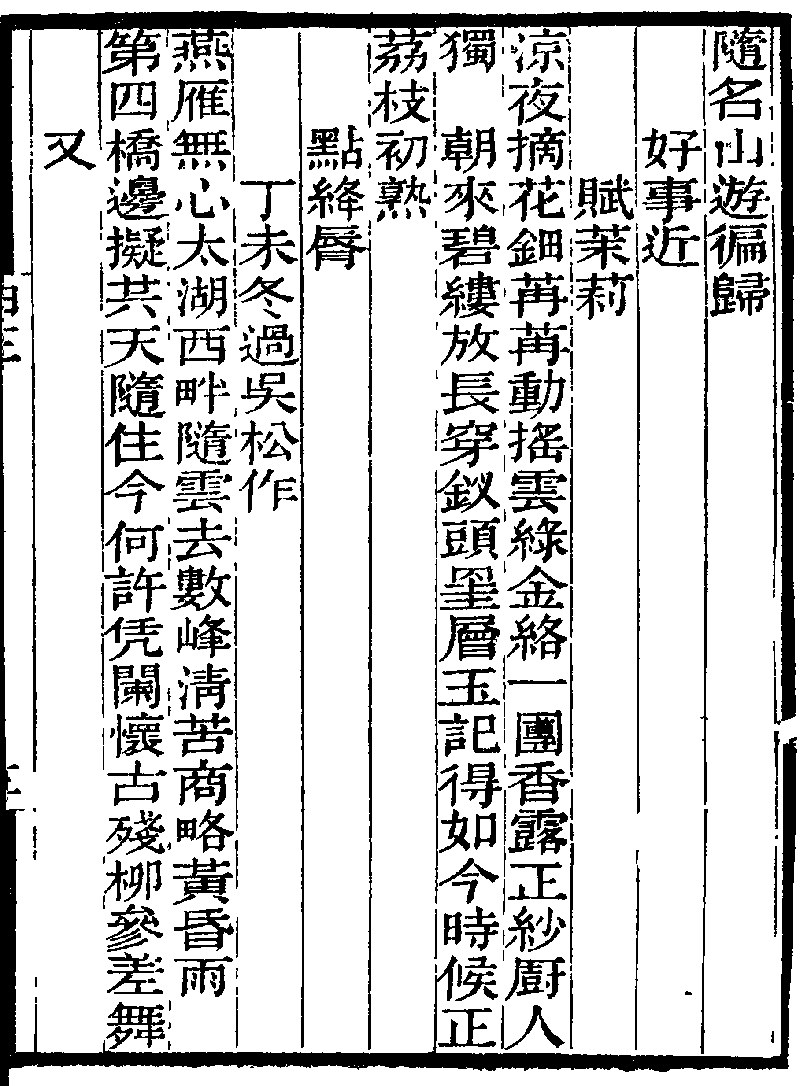 隨名山遊徧歸
好事近
賦茉莉
涼夜摘花鈿苒苒動搖雲綠金絡一團香露正紗厨人
獨　朝來碧縷放長穿釵頭罣層玉記得如今時候正
荔枝初熟
點絳脣
丁未冬過吳松作
燕雁無心太湖西畔隨雲去數峰淸苦商略黃昏雨
第四橋邊擬共天隨住今何許凭闌懷古殘柳參差舞
又